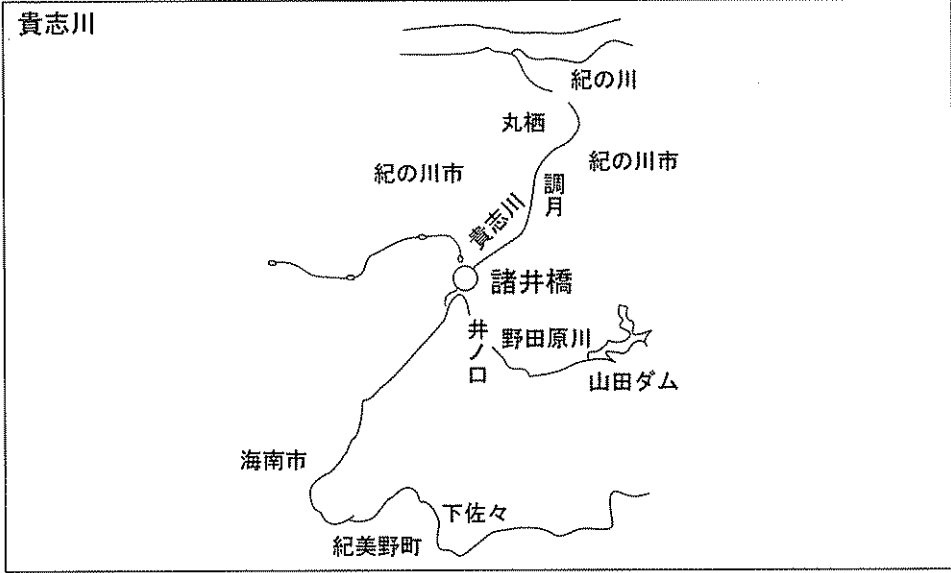 貴志川
紀の川
丸栖
紀の川市
紀の川市
調月
貴志川
諸井橋
井ノ口
野田原川
山田ダム
海南市
下佐々
紀美野町